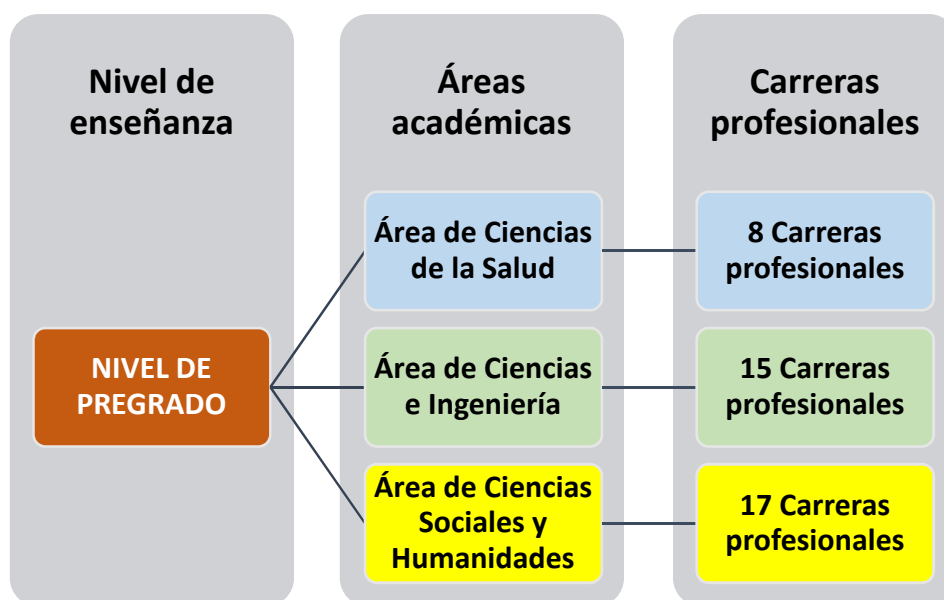 Nivel de
enseñanza
Áreas
académicas
Carreras
profesionales
NIVEL DE
PREGRADO
Área de Ciencias
de la Salud
8 Carreras
profesionales
Área de Ciencias
e Ingeniería
15 Carreras
profesionales
Área de Ciencias
Sociales y
Humanidades
17 Carreras
profesionales